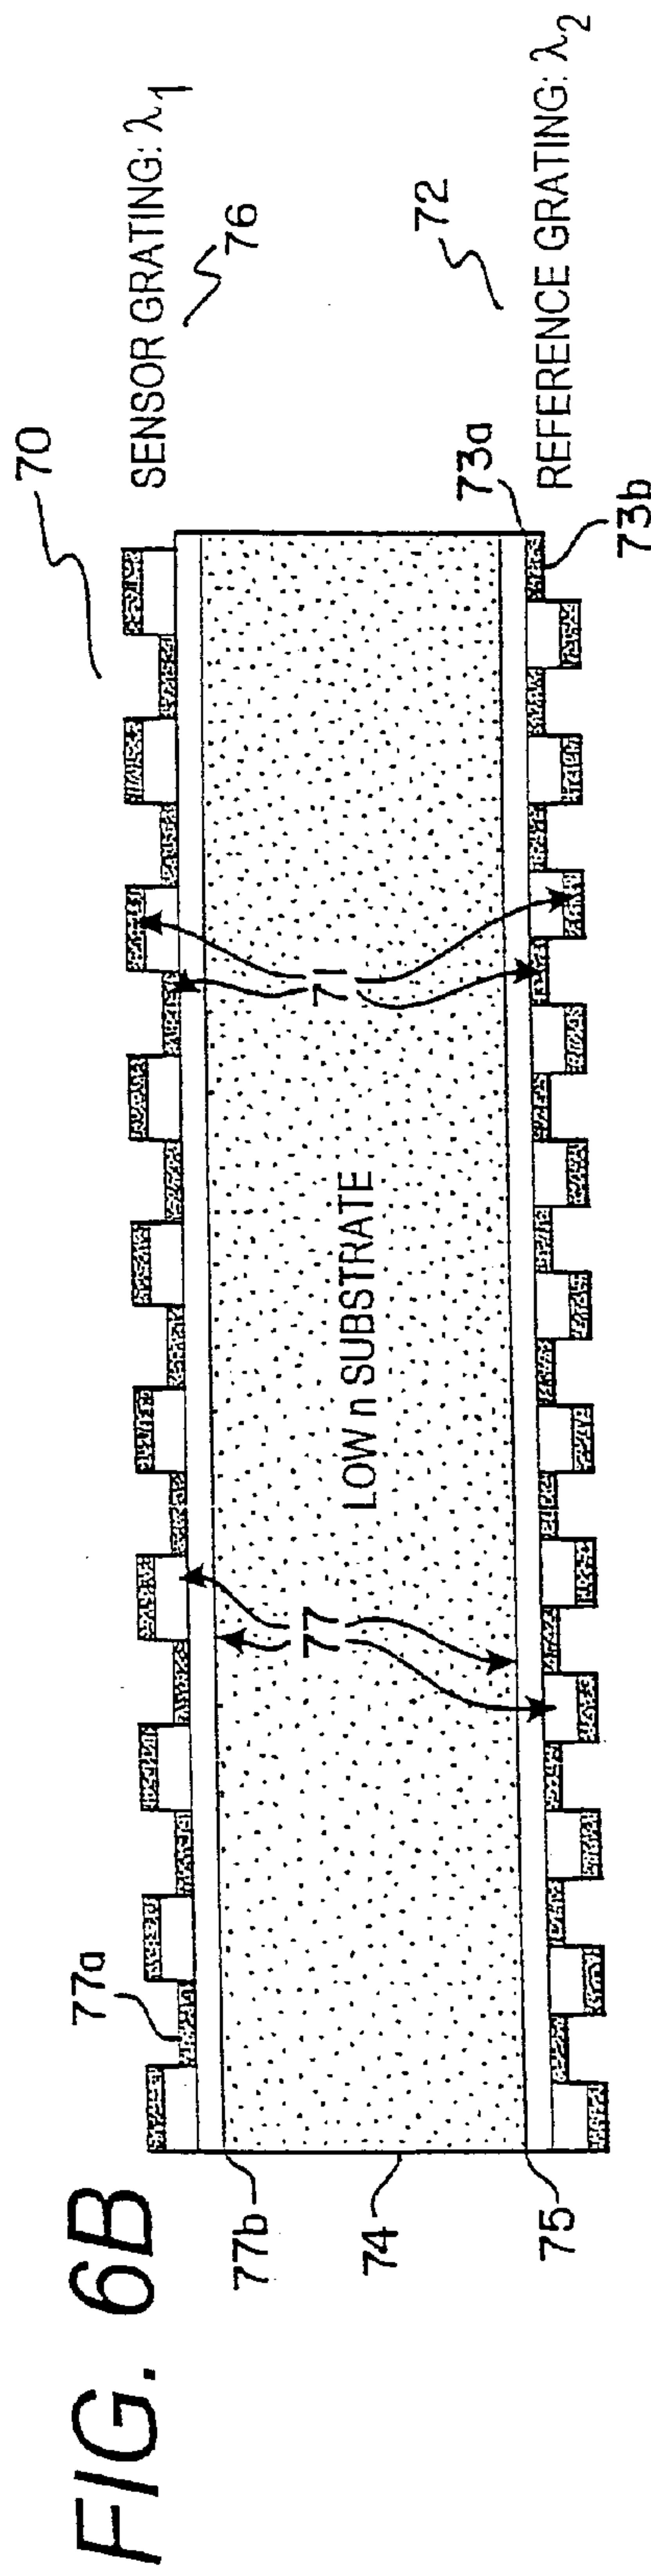 FIG. 6B
70
SENSOR GRATING: λ1
76
77a
77b
71
77
LOW n SUBSTRATE
74
75
72
73a
73b
REFERENCE GRATING: λ2